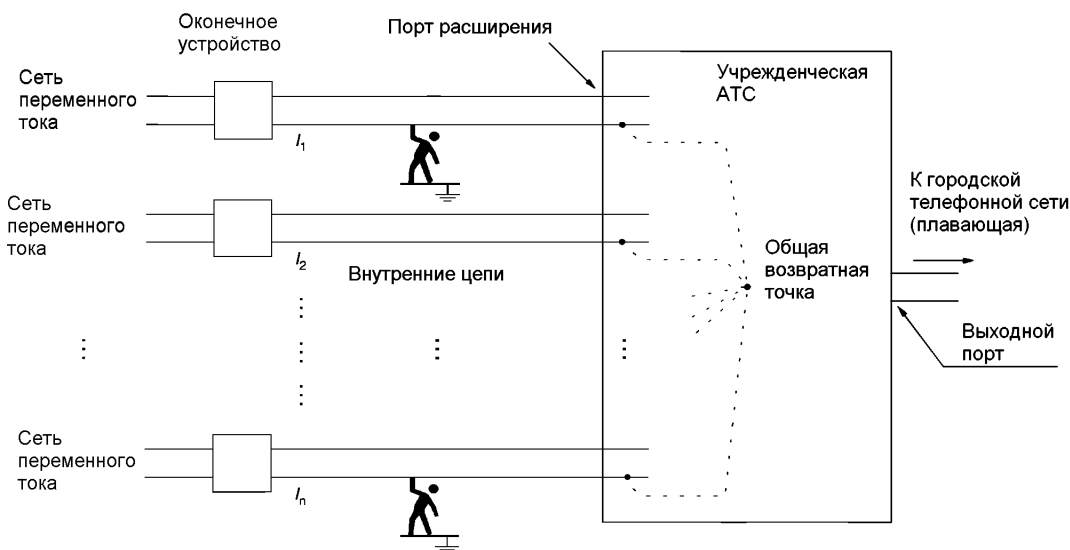 Оконечное
устройство
Порт расширения
Сеть
переменного
тока
Учрежденческая
АТС
I1
Сеть
переменного
тока
К городской
телефонной сети
(плавающая)
I2
Внутренние цепи
Общая
возвратная
точка
Выходной
порт
Сеть
переменного
тока
In